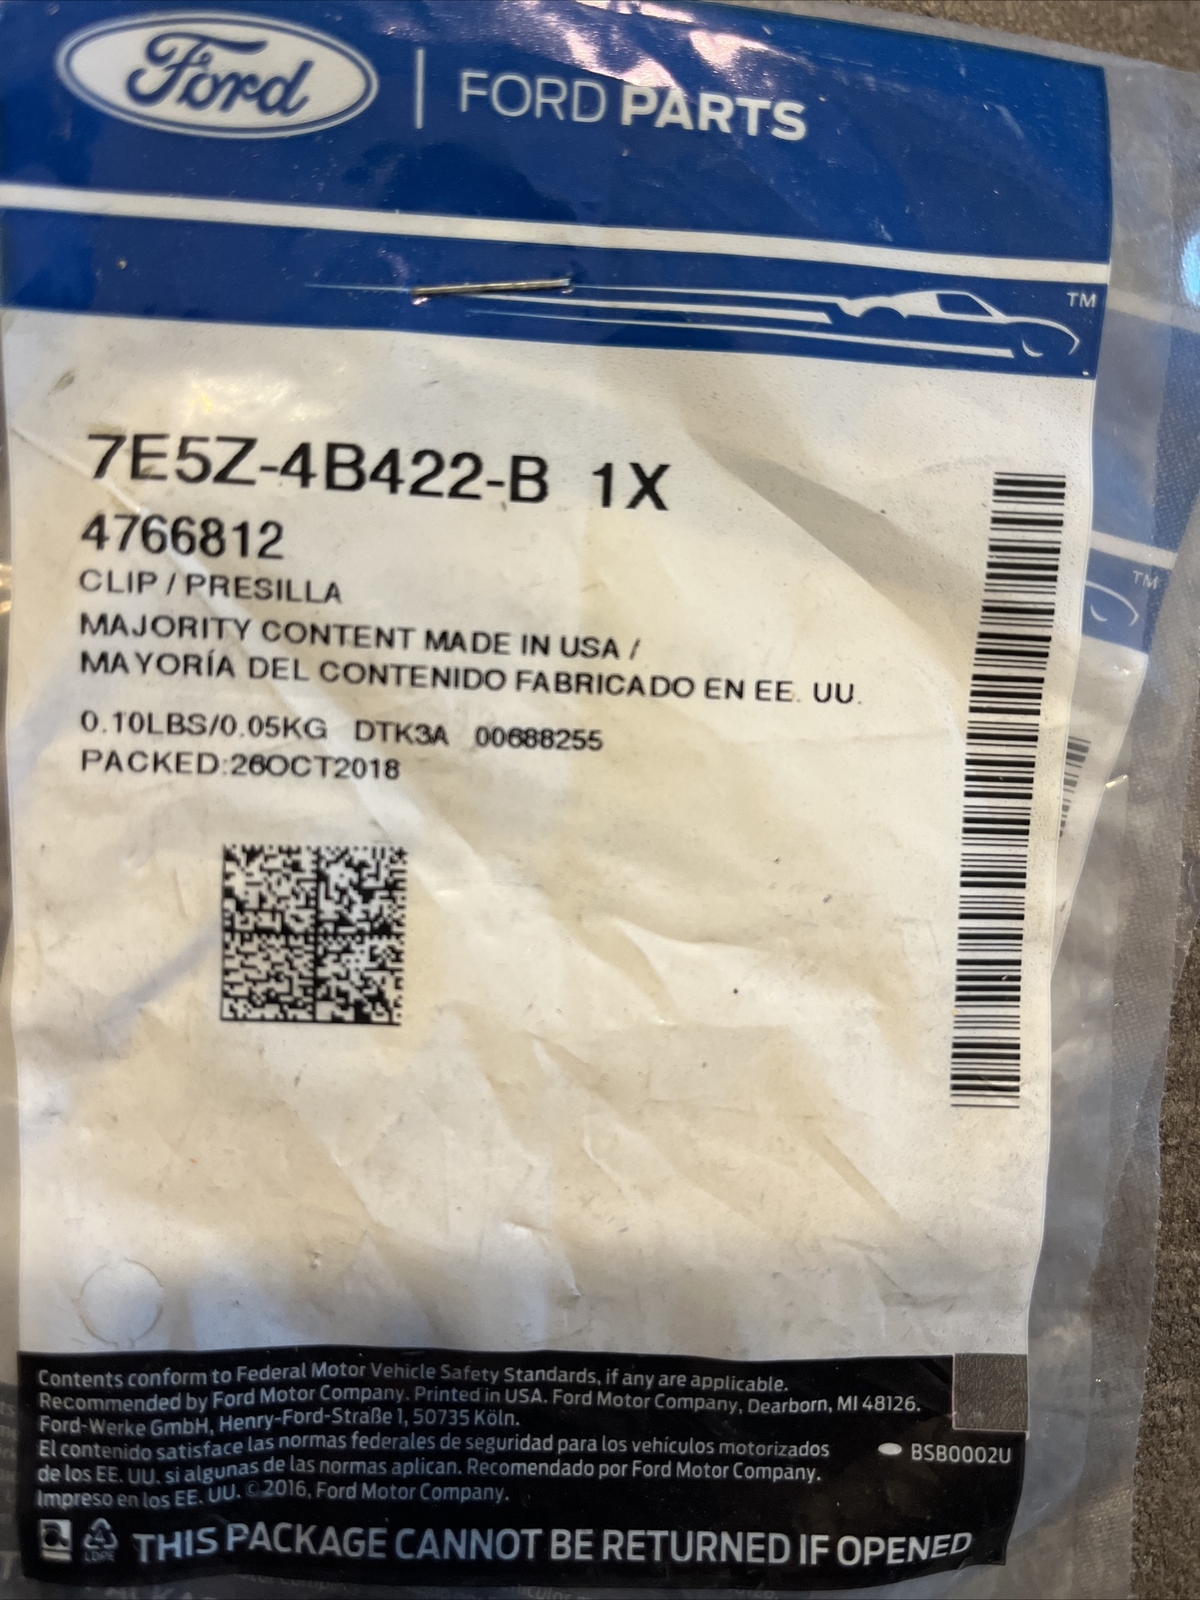 Ford | FORD PARTS
TM
7E5Z-4B422-B 1X
4766812
CLIP / PRESILLA
MAJORITY CONTENT MADE IN USA /
MAYORÍA DEL CONTENIDO FABRICADO EN EE. UU.
0.10LBS/0.05KG DTK3A 00688255
PACKED:26OCT2018
TM
Contents conform to Federal Motor Vehicle Safety Standards, if any are applicable.
Recommended by Ford Motor Company. Printed in USA. Ford Motor Company, Dearborn, MI 48126.
Ford-Werke GmbH, Henry-Ford-Straße 1, 50735 Köln.
El contenido satisface las normas federales de seguridad para los vehículos motorizados
de los EE. UU. si algunas de las normas aplican. Recomendado por Ford Motor Company.
Impreso en los EE. UU. ©2016, Ford Motor Company.
BSB0002U
LDPE
THIS PACKAGE CANNOT BE RETURNED IF OPENED